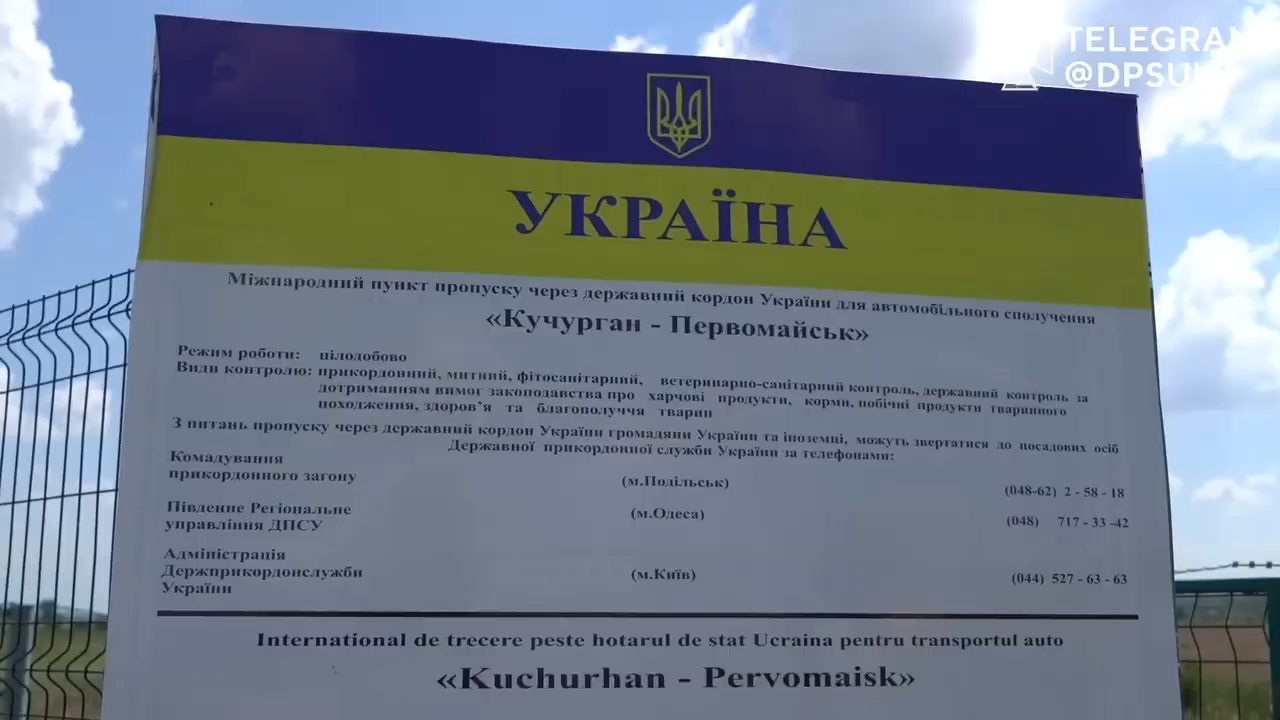 TELEGRAM
@DPSU
УКРАЇНА
Міжнародний пункт пропуску через державний кордон України для автомобільного сполучення
«Кучурган - Первомайськ»
Режим роботи: цілодобово
Види контролю: прикордонний, митний, фітосанітарний, ветеринарно-санітарний контроль, державний контроль за
дотриманням вимог законодавства про харчові продукти, корми, побічні продукти тваринного
походження, здоров'я та благополуччя тварин
З питань пропуску через державний кордон України громадяни України та іноземці, можуть звертатися до посадових осіб
Державної прикордонної служби України за телефонами:
Комадування
прикордонного загону (м.Подільськ) (048-62) 2 - 58 - 18
Південне Регіональне
управління ДПСУ (м.Одеса) (048) 717 - 33 -42
Адміністрація
Держприкордонслужби (м.Київ) (044) 527 - 63 - 63
України
International de trecere peste hotarul de stat Ucraina pentru transportul auto
«Kuchurhan - Pervomaisk»